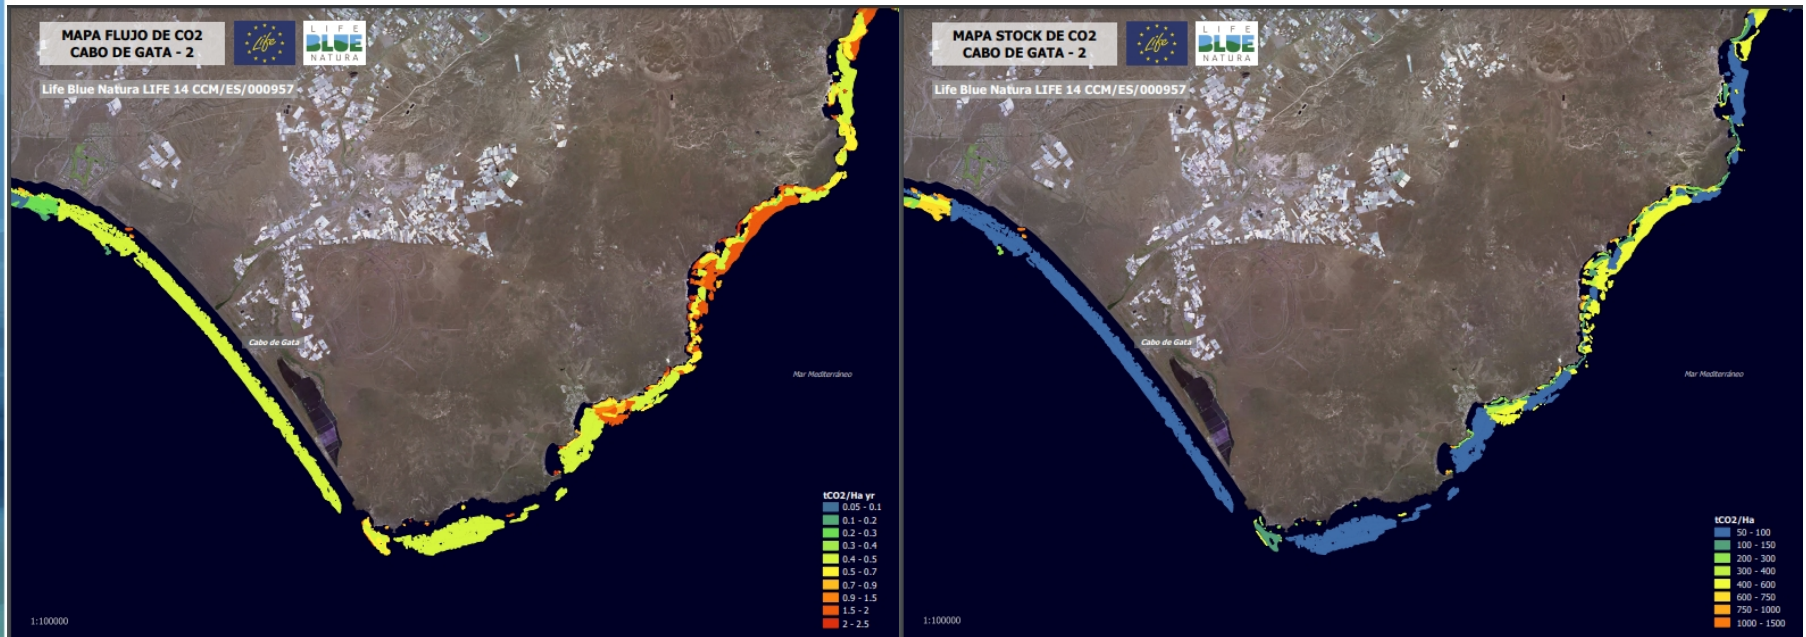 MAPA FLUJO DE CO2
CABO DE GATA - 2
Life
LIFE
BLUE
NATURA
Life Blue Natura LIFE 14 CCM/ES/000957
Cabo de Gata
Mar Mediterráneo
tCO2/Ha yr
0.05 - 0.1
0.1 - 0.2
0.2 - 0.3
0.3 - 0.4
0.4 - 0.5
0.5 - 0.7
0.7 - 0.9
0.9 - 1.5
1.5 - 2
2 - 2.5
1:100000
MAPA STOCK DE CO2
CABO DE GATA - 2
Life
LIFE
BLUE
NATURA
Life Blue Natura LIFE 14 CCM/ES/000957
Cabo de Gata
Mar Mediterráneo
tCO2/Ha
50 - 100
100 - 150
200 - 300
300 - 400
400 - 600
600 - 750
750 - 1000
1000 - 1500
1:100000